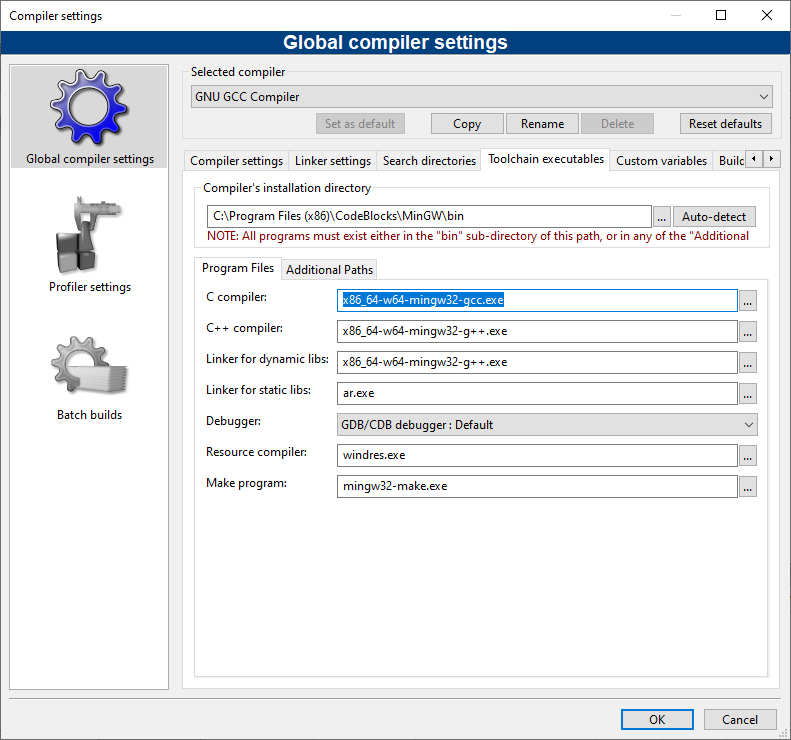 Compiler settings
Global compiler settings
Global compiler settings
Profiler settings
Batch builds
Selected compiler
GNU GCC Compiler
Set as default Copy Rename Delete Reset defaults
Compiler settings Linker settings Search directories Toolchain executables Custom variables Build
Compiler's installation directory
C:\Program Files (x86)\CodeBlocks\MinGW\bin ... Auto-detect
NOTE: All programs must exist either in the "bin" sub-directory of this path, or in any of the "Additional
Program Files Additional Paths
C compiler: x86_64-w64-mingw32-gcc.exe ...
C++ compiler: x86_64-w64-mingw32-g++.exe ...
Linker for dynamic libs: x86_64-w64-mingw32-g++.exe ...
Linker for static libs: ar.exe ...
Debugger: GDB/CDB debugger : Default
Resource compiler: windres.exe ...
Make program: mingw32-make.exe ...
OK Cancel